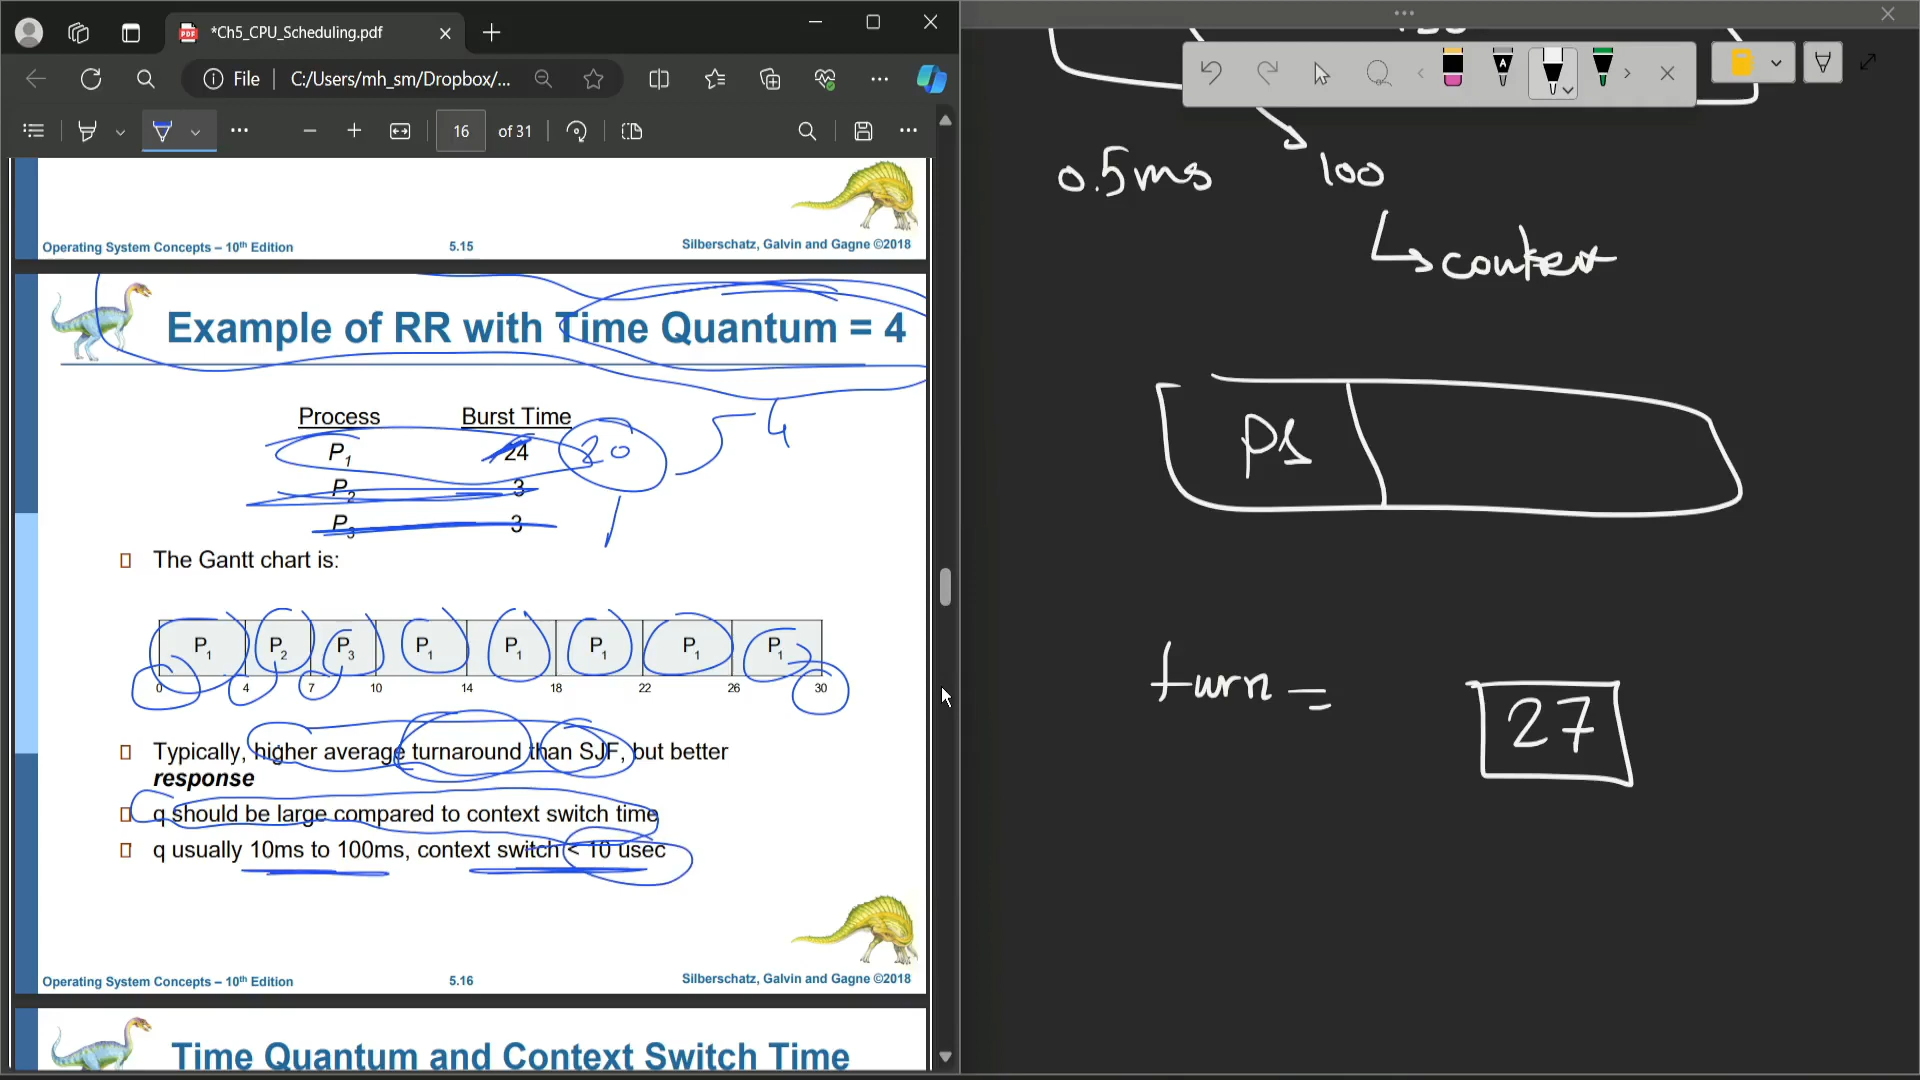 *Ch5_CPU_Scheduling.pdf
File
C:/Users/mh_sm/Dropbox/...
16 of 31
Operating System Concepts – 10th Edition 5.15 Silberschatz, Galvin and Gagne ©2018
Example of RR with Time Quantum = 4
Process Burst Time
P1 24 20 4
P2 3
P3 3
The Gantt chart is:
P1 P2 P3 P1 P1 P1 P1 P1
0 4 7 10 14 18 22 26 30
Typically, higher average turnaround than SJF, but better
response
q should be large compared to context switch time
q usually 10ms to 100ms, context switch < 10 usec
Operating System Concepts – 10th Edition 5.16 Silberschatz, Galvin and Gagne ©2018
Time Quantum and Context Switch Time
0.5ms 100
context
P1
turn = 27